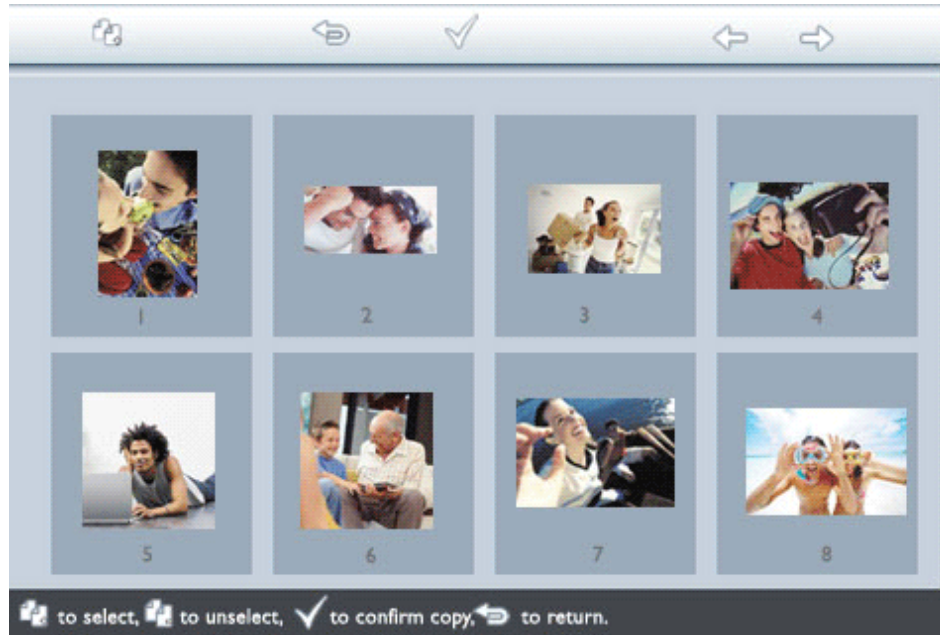 1 2 3 4
5 6 7 8
to select, to unselect, to confirm copy, to return.